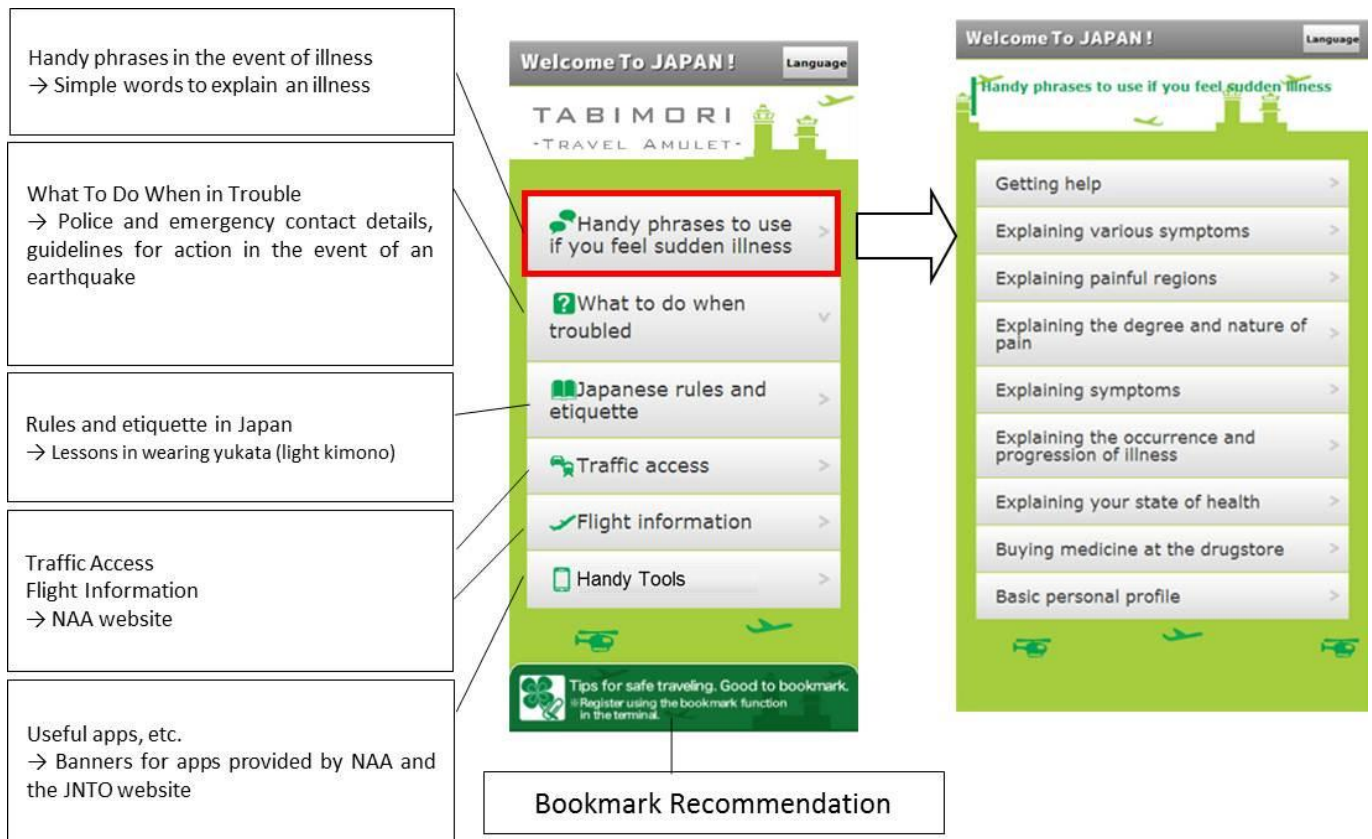 Handy phrases in the event of illness
→ Simple words to explain an illness
What To Do When in Trouble
→ Police and emergency contact details,
guidelines for action in the event of an
earthquake
Rules and etiquette in Japan
→ Lessons in wearing yukata (light kimono)
Traffic Access
Flight Information
→ NAA website
Useful apps, etc.
→ Banners for apps provided by NAA and
the JNTO website
Welcome To JAPAN!
Language
TABIMORI
-TRAVEL AMULET-
Handy phrases to use
if you feel sudden illness
>
?
What to do when
troubled
Japanese rules and
etiquette
>
Traffic access
>
Flight information
>
Handy Tools
>
Tips for safe traveling. Good to bookmark.
※Register using the bookmark function
in the terminal.
Bookmark Recommendation
Welcome To JAPAN!
Language
Handy phrases to use if you feel sudden illness
Getting help
>
Explaining various symptoms
>
Explaining painful regions
>
Explaining the degree and nature of
pain
>
Explaining symptoms
>
Explaining the occurrence and
progression of illness
>
Explaining your state of health
>
Buying medicine at the drugstore
>
Basic personal profile
>